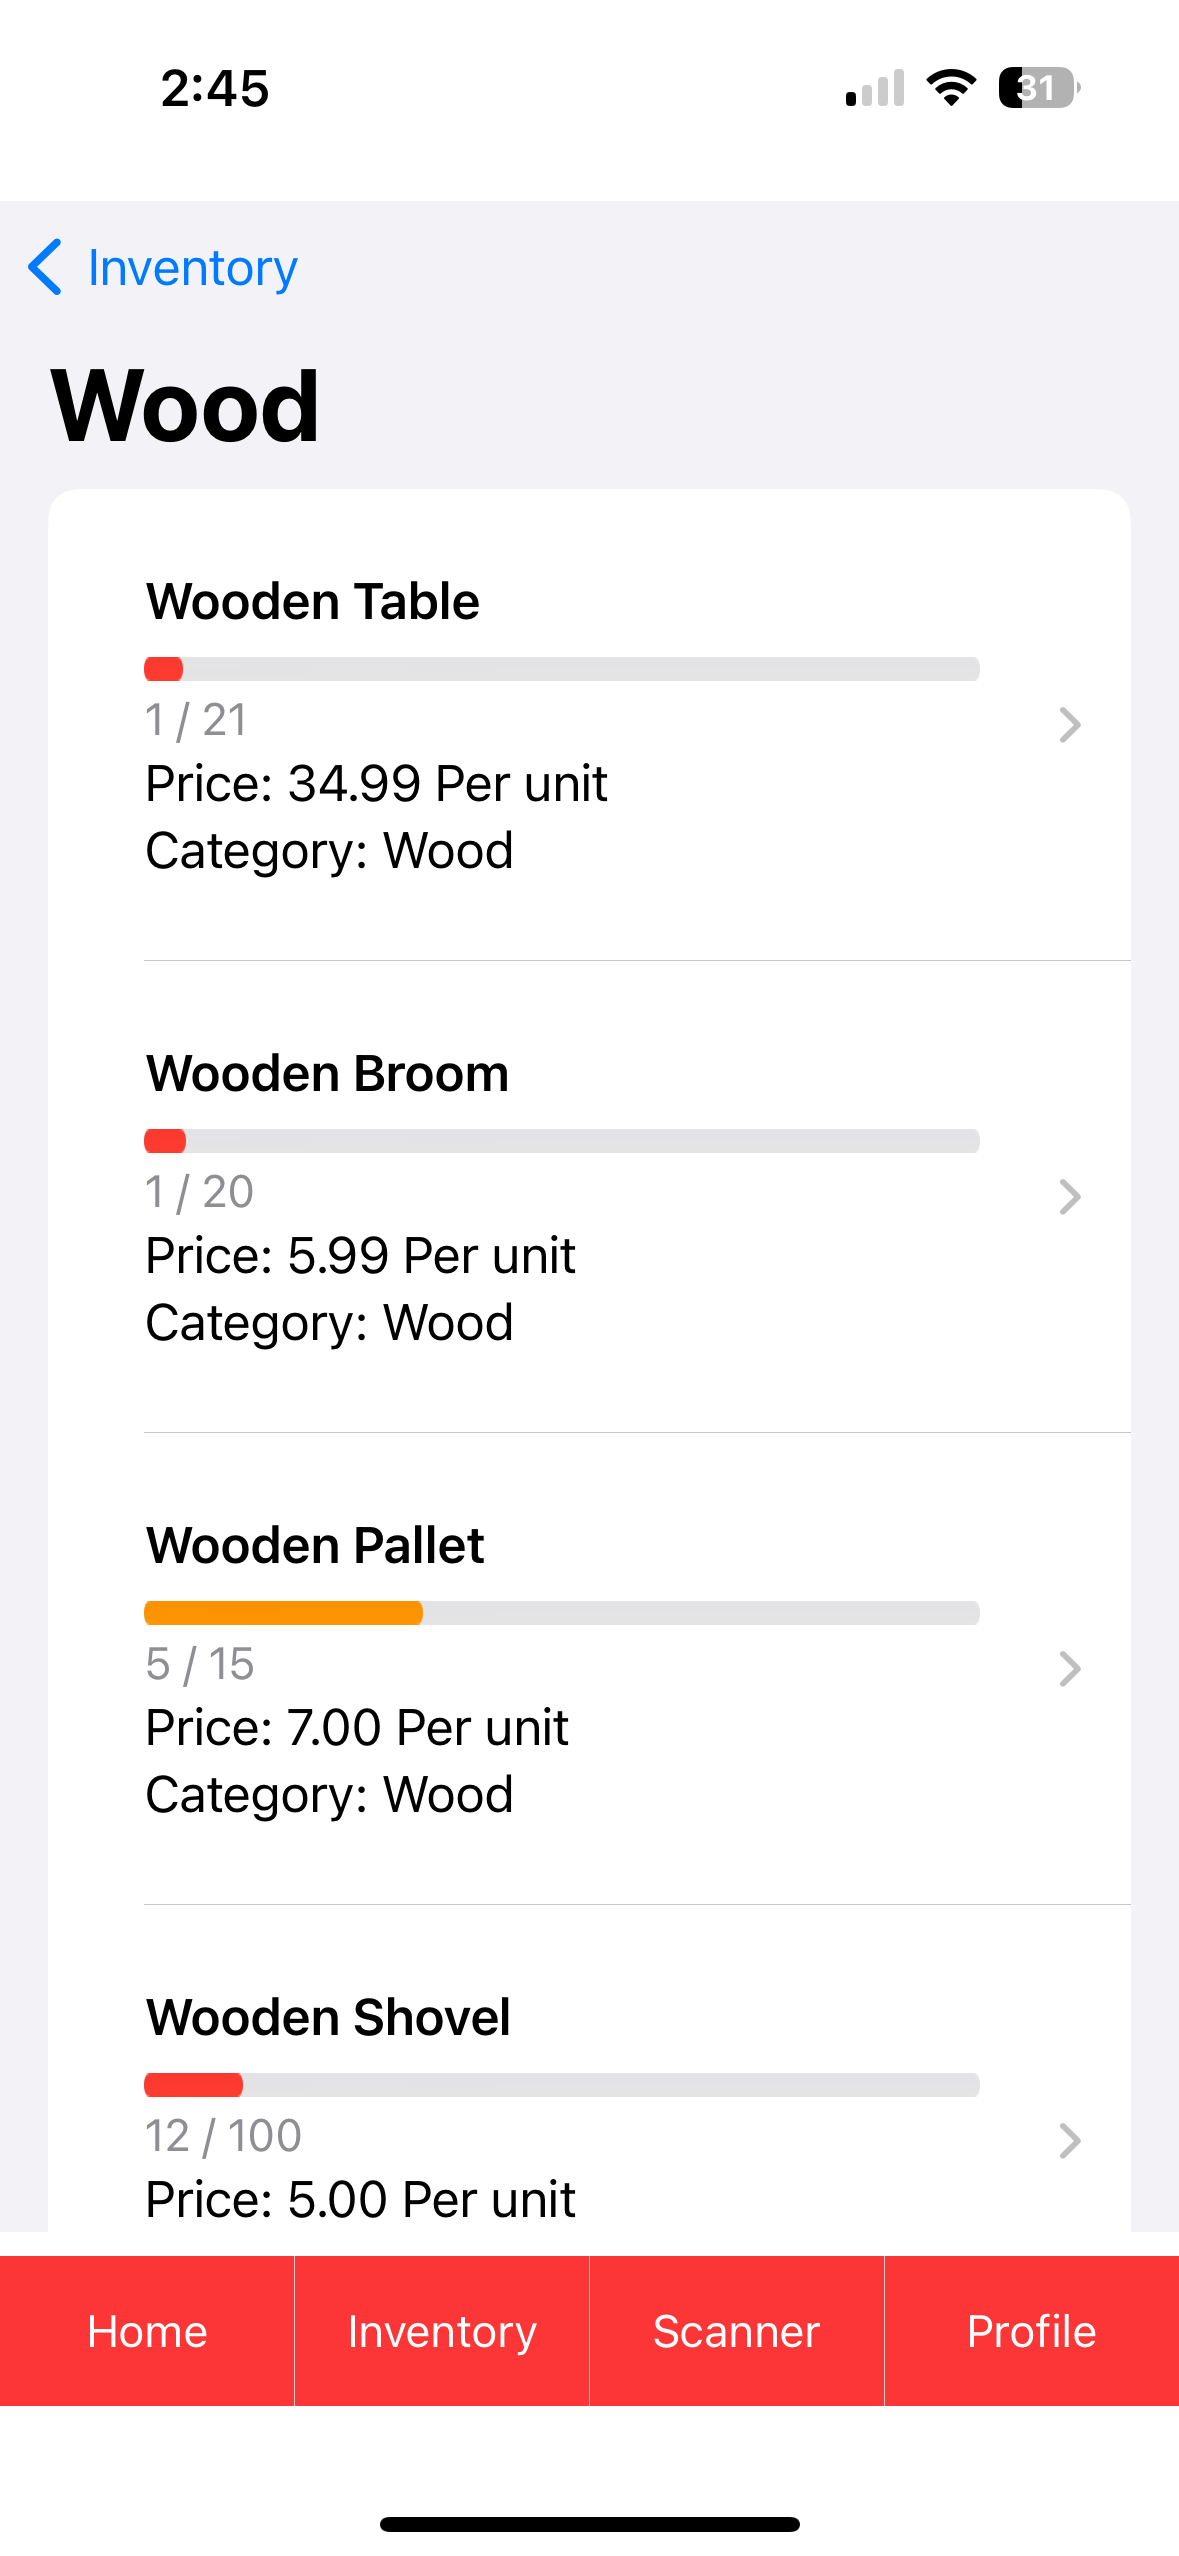 2:45
31
Inventory
Wood
Wooden Table
1 / 21
Price: 34.99 Per unit
Category: Wood
Wooden Broom
1 / 20
Price: 5.99 Per unit
Category: Wood
Wooden Pallet
5 / 15
Price: 7.00 Per unit
Category: Wood
Wooden Shovel
12 / 100
Price: 5.00 Per unit
Home Inventory Scanner Profile